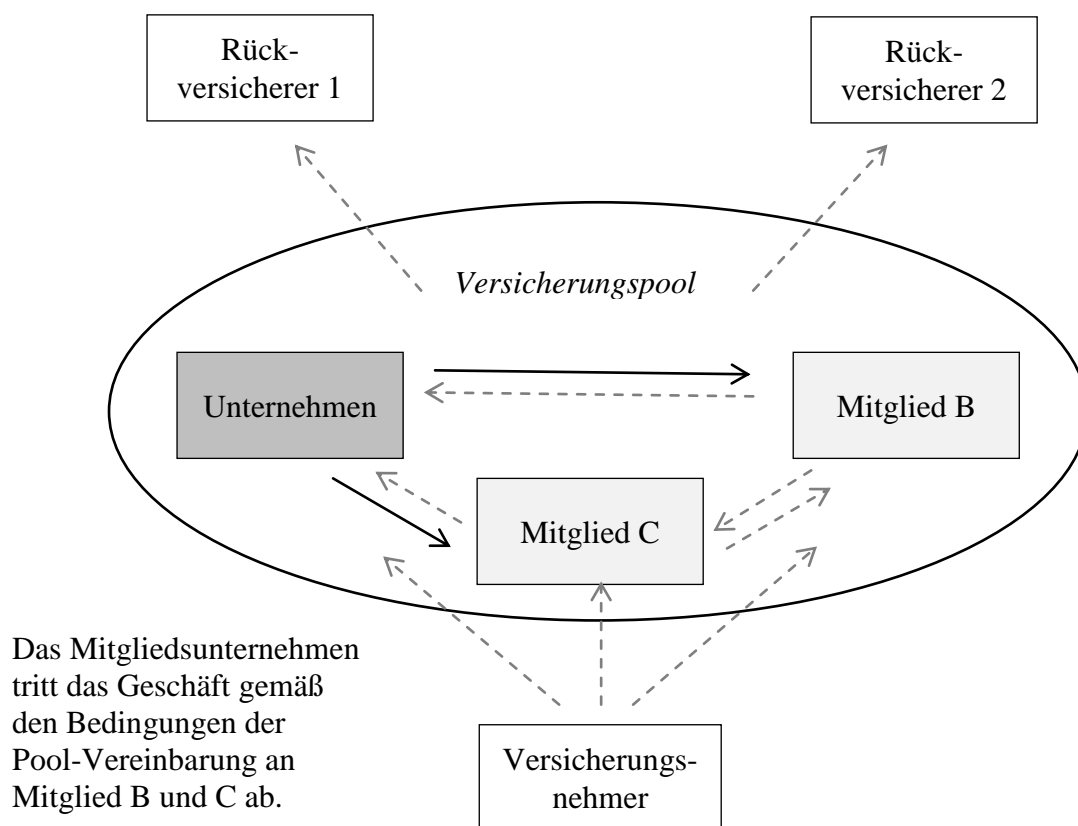 Rück-
versicherer 1
Rück-
versicherer 2
Versicherungspool
Unternehmen
Mitglied B
Mitglied C
Das Mitgliedsunternehmen
tritt das Geschäft gemäß
den Bedingungen der
Pool-Vereinbarung an
Mitglied B und C ab.
Versicherungs-
nehmer